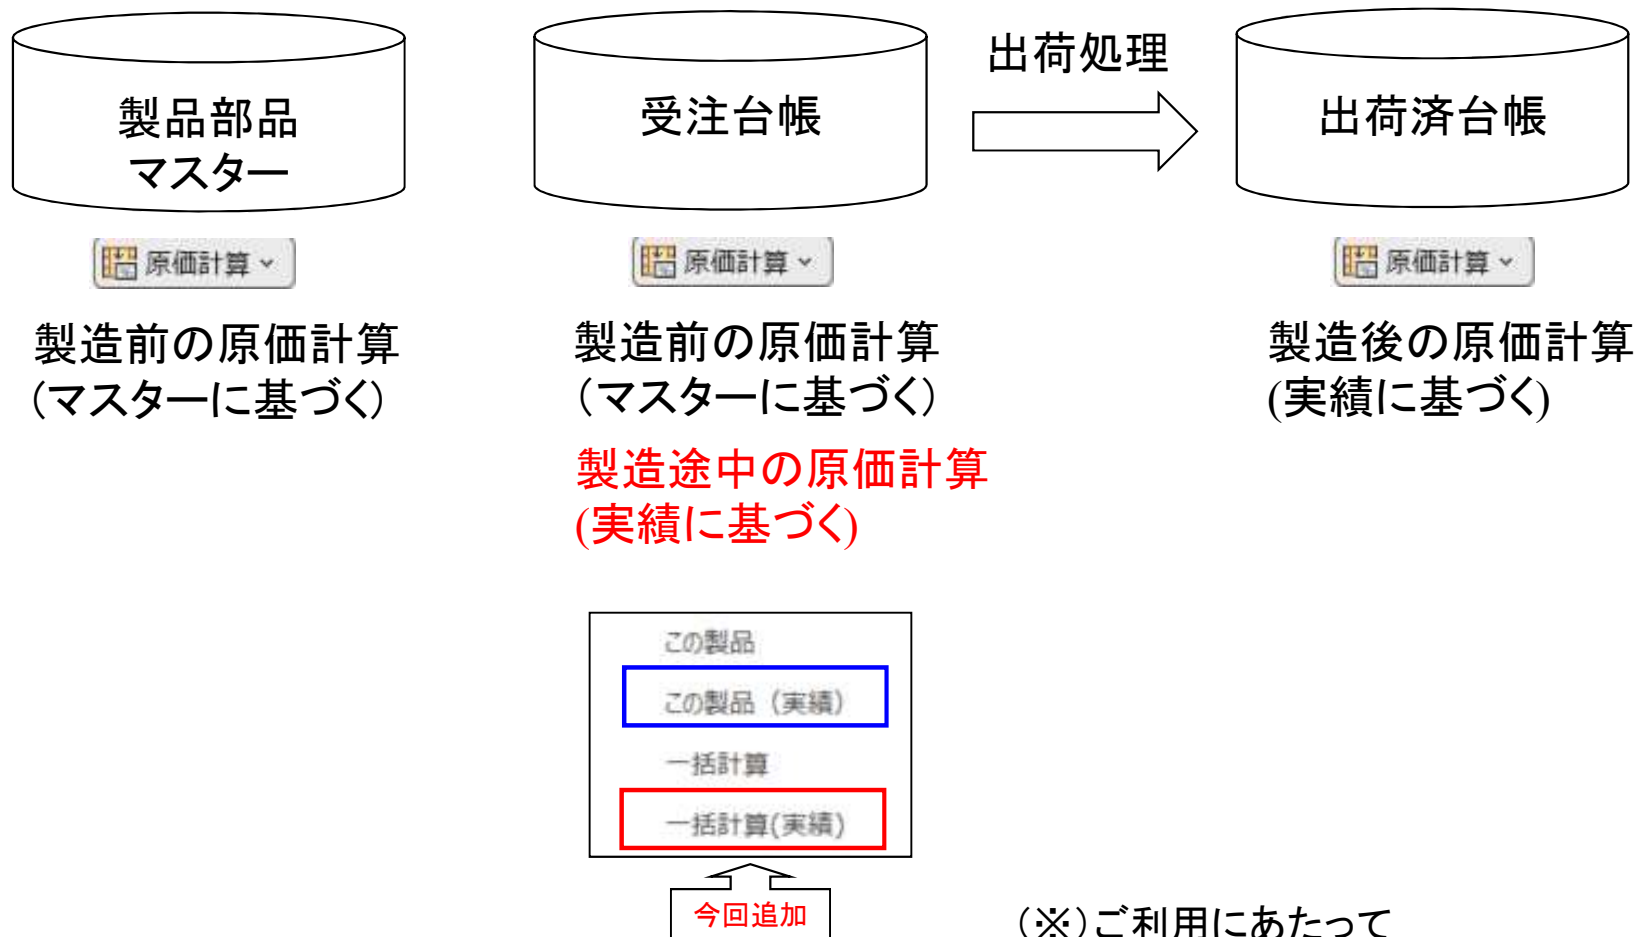 製品部品
マスター
受注台帳
出荷処理
出荷済台帳
原価計算
原価計算
原価計算
製造前の原価計算
(マスターに基づく)
製造前の原価計算
(マスターに基づく)
製造途中の原価計算
(実績に基づく)
製造後の原価計算
(実績に基づく)
この製品
この製品（実績）
一括計算
一括計算(実績)
今回追加
(※)ご利用にあたって